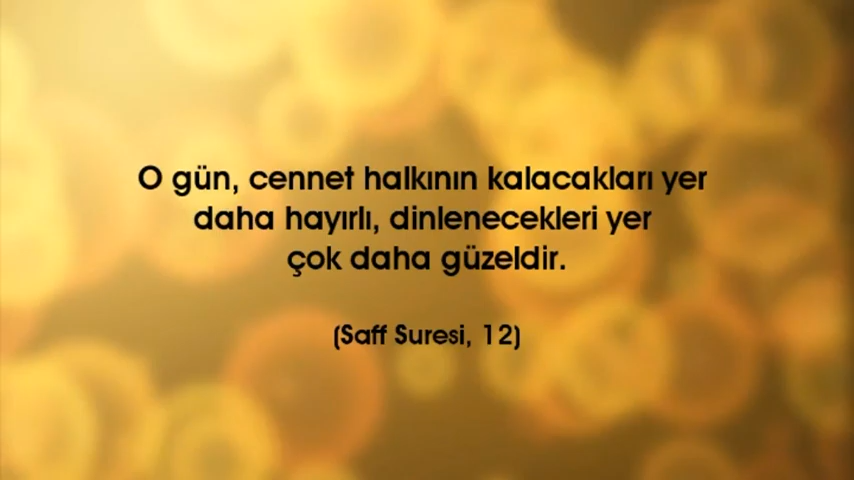 O gün, cennet halkının kalacakları yer
daha hayırlı, dinlenecekleri yer
çok daha güzeldir.
(Saff Suresi, 12)